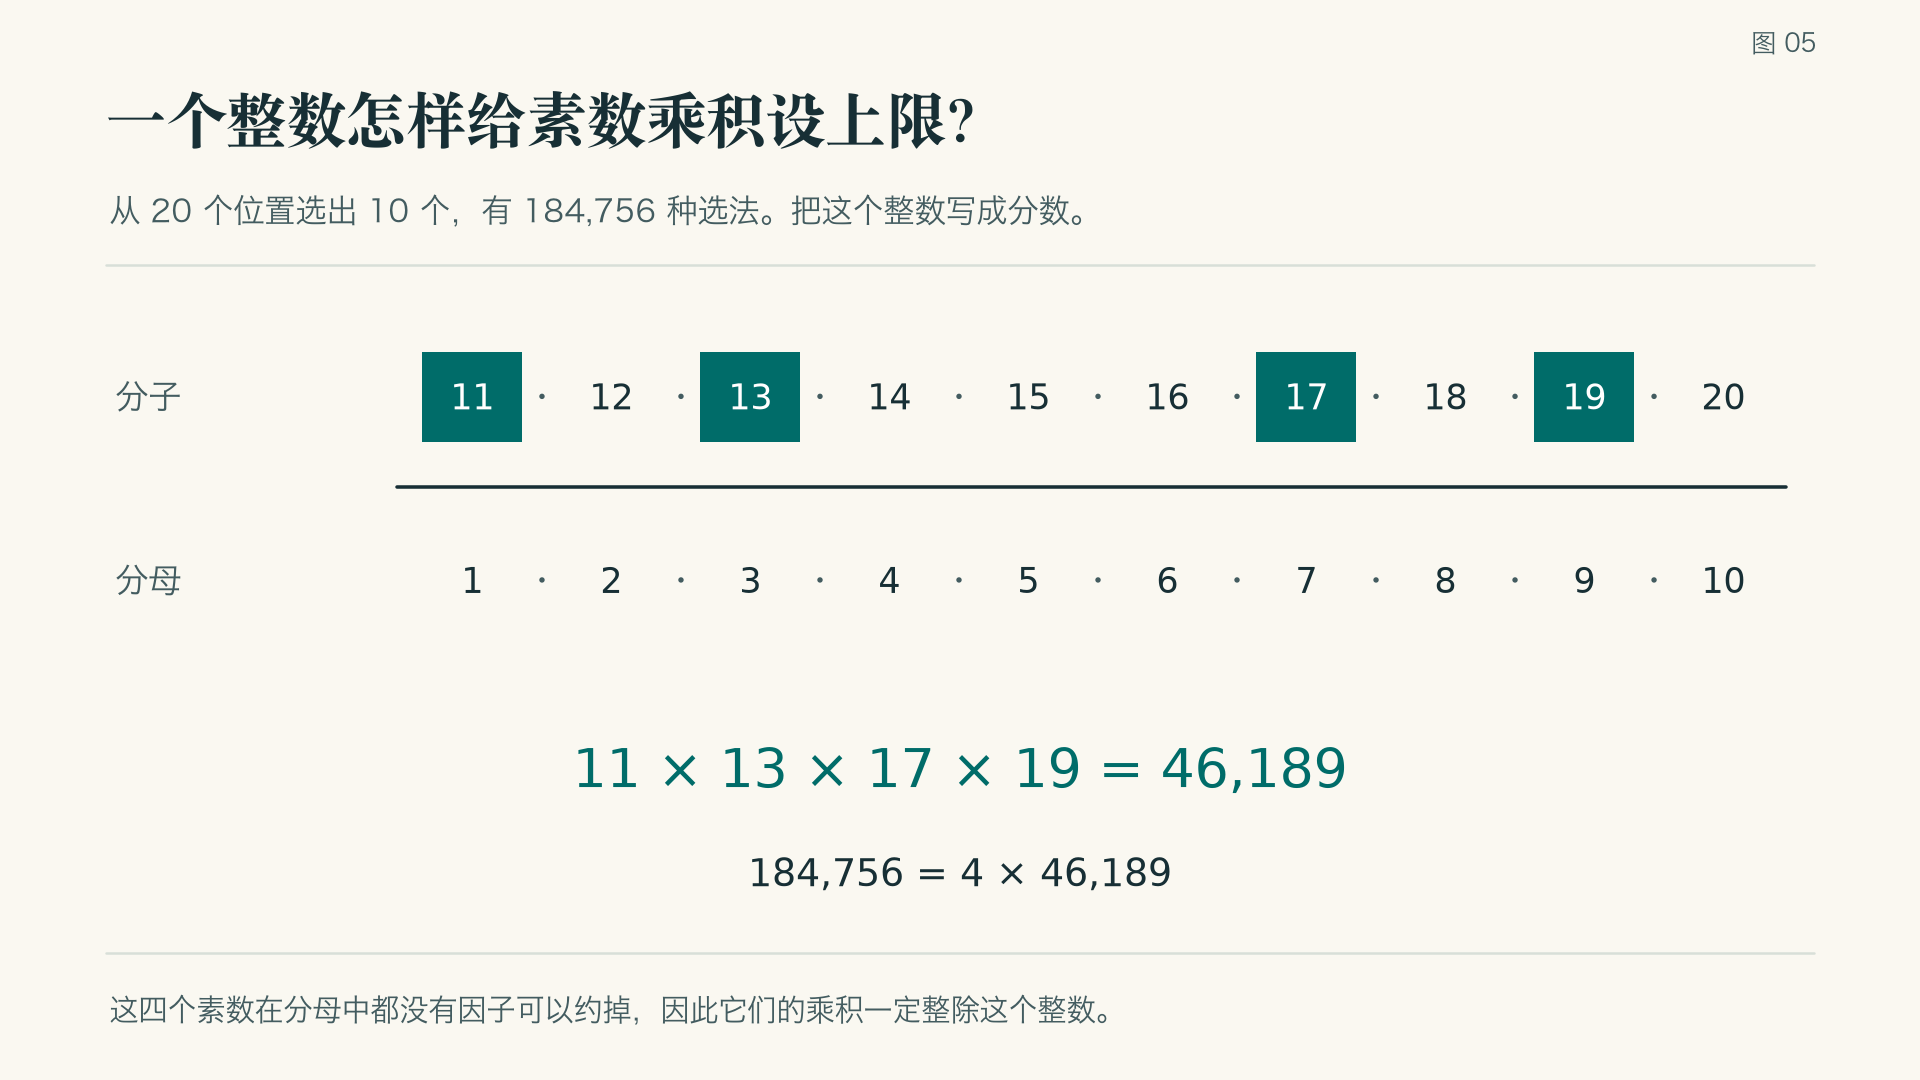 图 05
一个整数怎样给素数乘积设上限？
从 20 个位置选出 10 个，有 184,756 种选法。把这个整数写成分数。
分子 11 · 12 · 13 · 14 · 15 · 16 · 17 · 18 · 19 · 20
分母 1 · 2 · 3 · 4 · 5 · 6 · 7 · 8 · 9 · 10
11 × 13 × 17 × 19 = 46,189
184,756 = 4 × 46,189
这四个素数在分母中都没有因子可以约掉，因此它们的乘积一定整除这个整数。